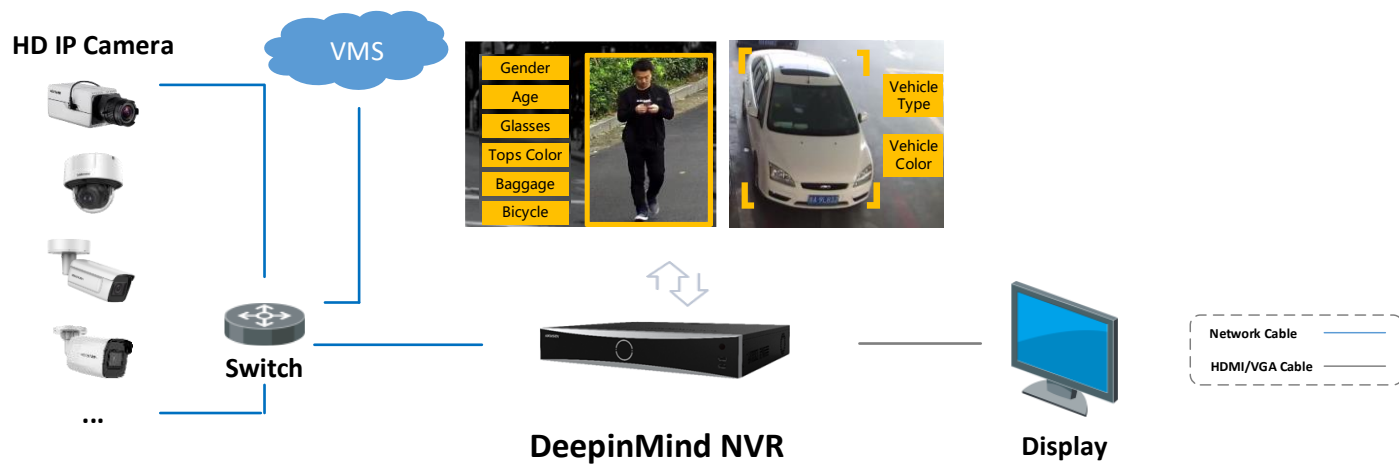 HD IP Camera
VMS
Gender
Age
Glasses
Tops Color
Baggage
Bicycle
Vehicle
Type
Vehicle
Color
Switch
...
DeepinMind NVR
Display
Network Cable
HDMI/VGA Cable